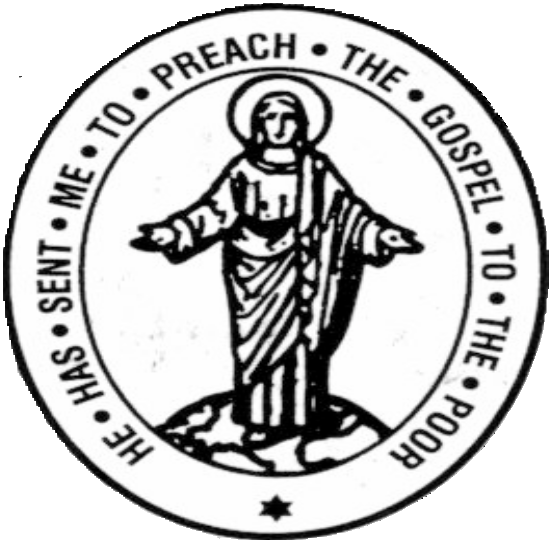 HE • HAS • SENT • ME • TO • PREACH • THE • GOSPEL • TO • THE • POOR